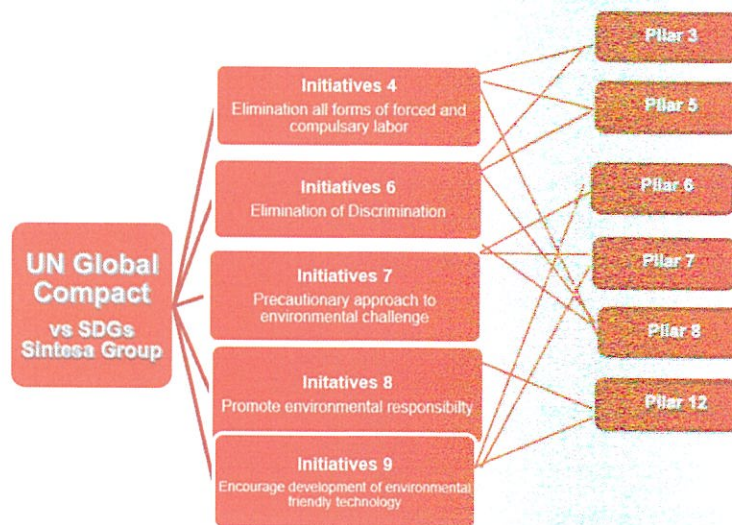 UN Global
Compact
vs SDGs
Sintesa Group
Initiatives 4
Elimination all forms of forced and
compulsary labor
Initiatives 6
Elimination of Discrimination
Initiatives 7
Precautionary approach to
environmental challenge
Initatives 8
Promote environmental responsibilty
Initiatives 9
Encourage development of environmental
friendly technology
Pilar 3
Pilar 5
Pilar 6
Pilar 7
Pilar 8
Pilar 12